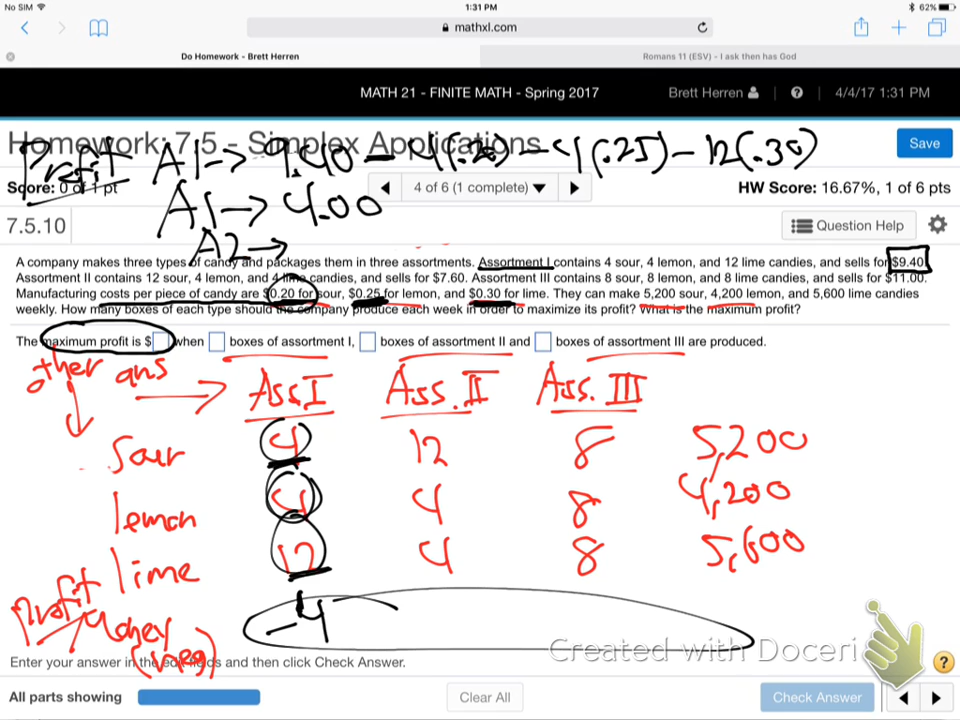 No SIM 1:31 PM 62%
mathxl.com
Do Homework - Brett Herren Romans 11 (ESV) - I ask then has God
MATH 21 - FINITE MATH - Spring 2017 Brett Herren ? 4/4/17 1:31 PM
Homework: 7.5 - Simplex Applications Save
Profit A1→ 9.40 - 4(.20) - 4(.25) - 12(.30)
Score: 0 of 1 pt 4 of 6 (1 complete) HW Score: 16.67%, 1 of 6 pts
A1→ 4.00
7.5.10 Question Help
A2→
A company makes three types of candy and packages them in three assortments. Assortment I contains 4 sour, 4 lemon, and 12 lime candies, and sells for $9.40.
Assortment II contains 12 sour, 4 lemon, and 4 lime candies, and sells for $7.60. Assortment III contains 8 sour, 8 lemon, and 8 lime candies, and sells for $11.00.
Manufacturing costs per piece of candy are $0.20 for sour, $0.25 for lemon, and $0.30 for lime. They can make 5,200 sour, 4,200 lemon, and 5,600 lime candies
weekly. How many boxes of each type should the company produce each week in order to maximize its profit? What is the maximum profit?
The maximum profit is $ when boxes of assortment I, boxes of assortment II and boxes of assortment III are produced.
other ans → Ass.I Ass. II Ass. III
sour 4 12 8 5,200
lemon 4 4 8 4,200
lime 12 4 8 5,600
Profit/Money (neg) -4
Created with Doceri
Enter your answer in the edit fields and then click Check Answer. ?
All parts showing Clear All Check Answer